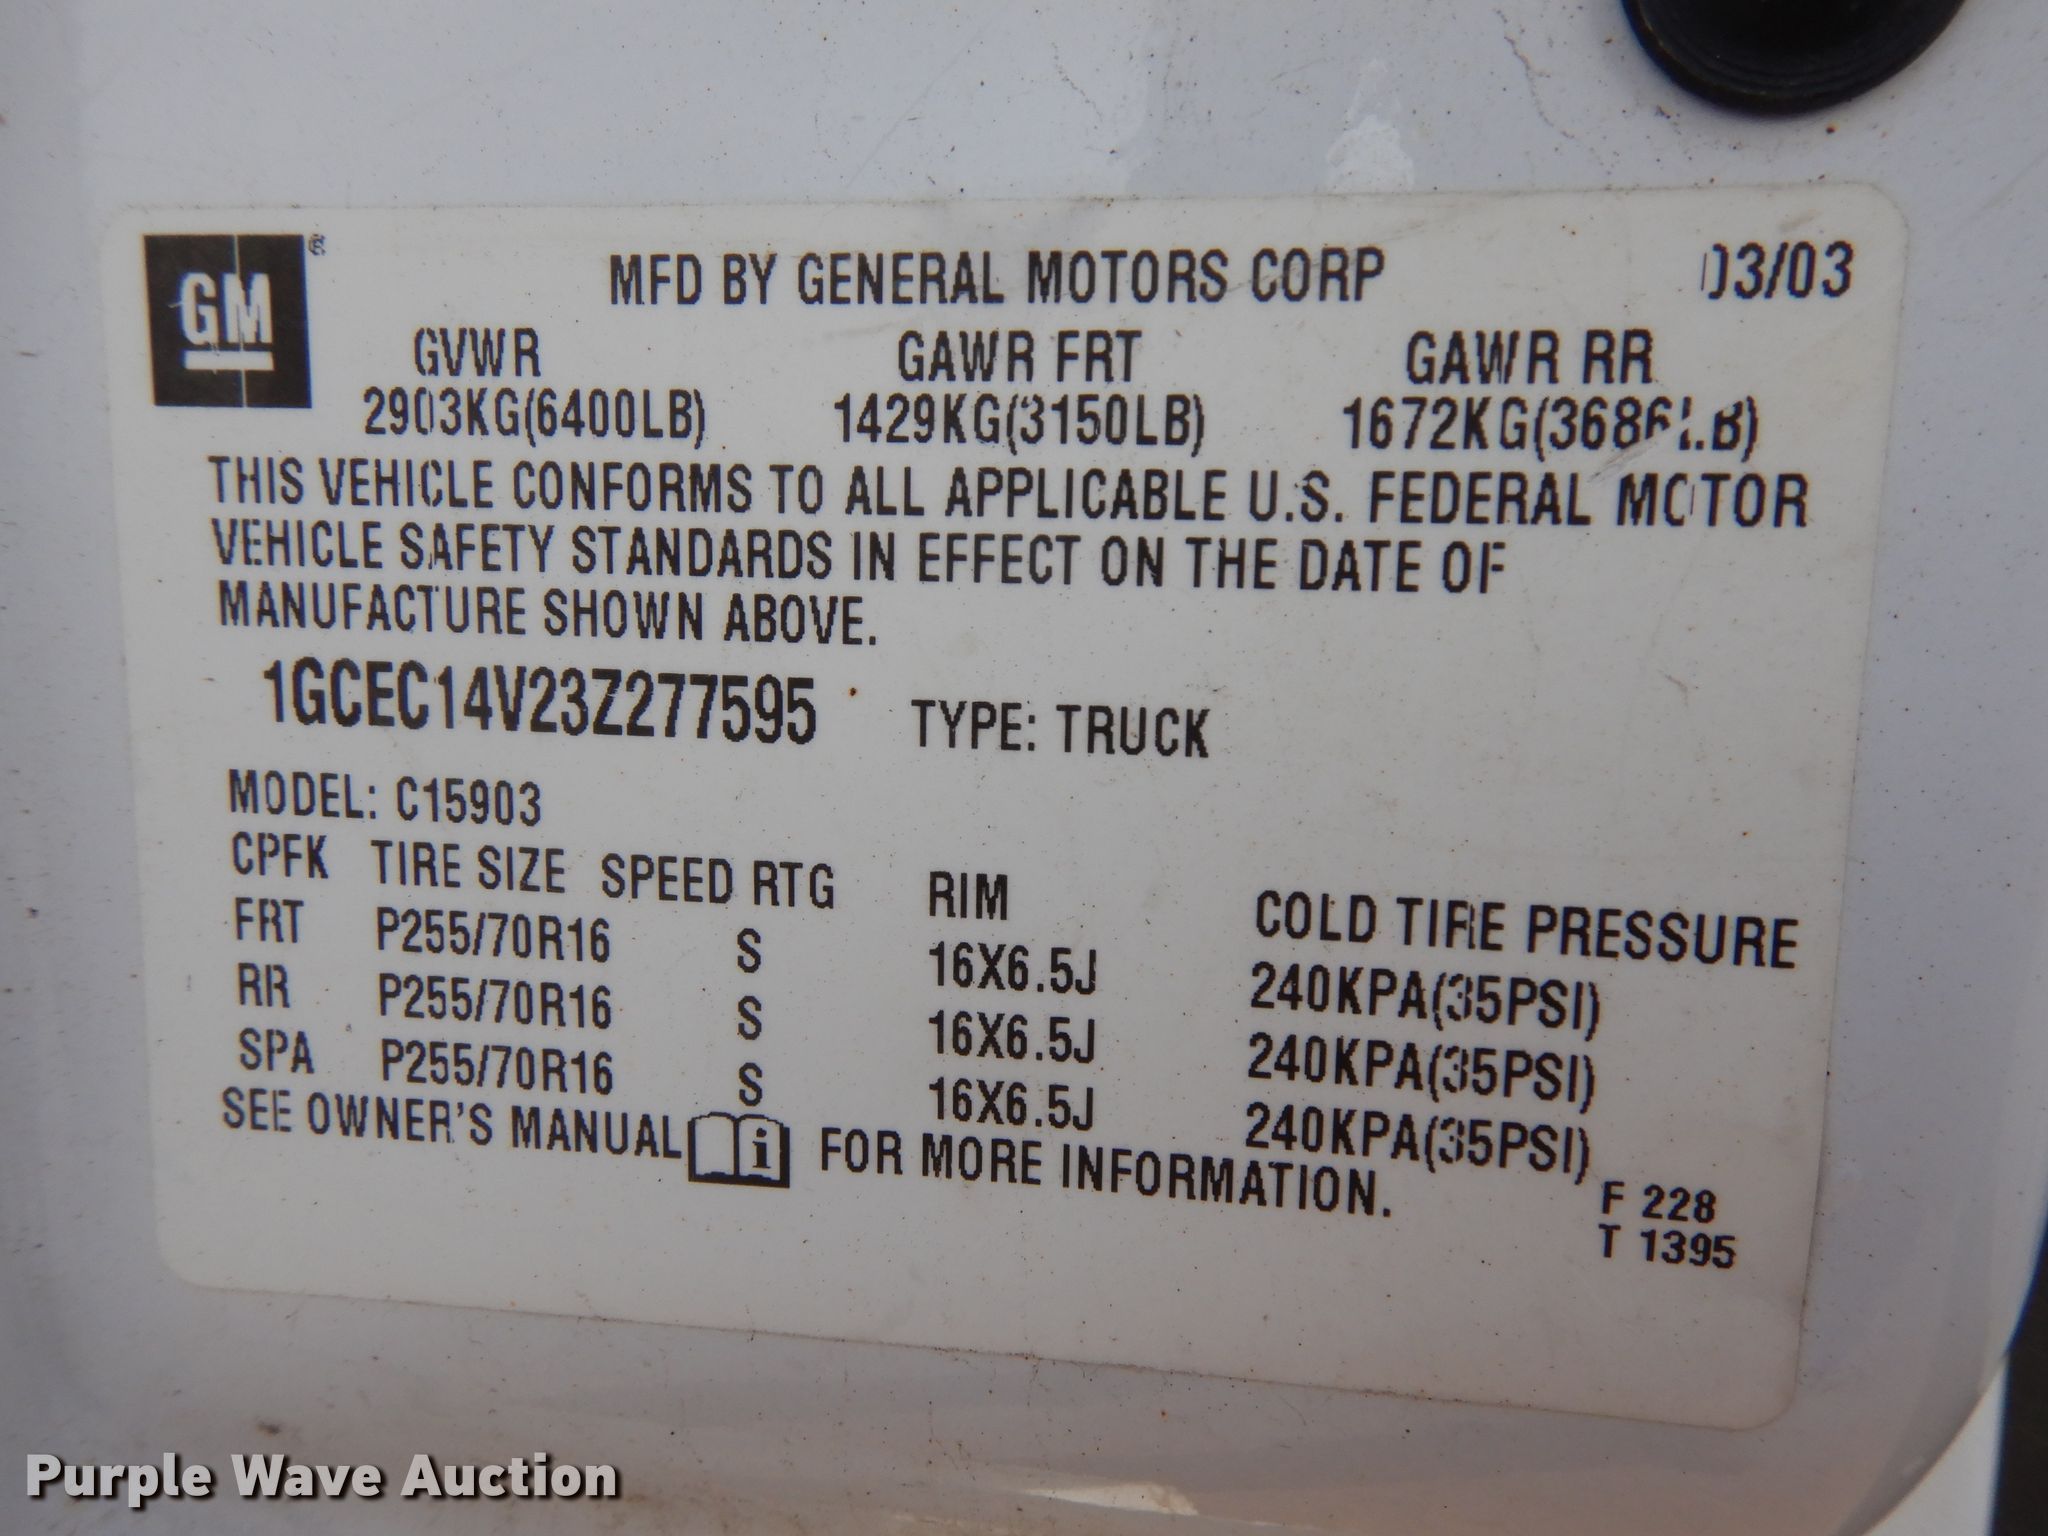 GM ®
MFD BY GENERAL MOTORS CORP 03/03
GVWR GAWR FRT GAWR RR
2903KG(6400LB) 1429KG(3150LB) 1672KG(3686LB)
THIS VEHICLE CONFORMS TO ALL APPLICABLE U.S. FEDERAL MOTOR
VEHICLE SAFETY STANDARDS IN EFFECT ON THE DATE OF
MANUFACTURE SHOWN ABOVE.
1GCEC14V23Z277595 TYPE: TRUCK
MODEL: C15903
CPFK TIRE SIZE SPEED RTG RIM COLD TIRE PRESSURE
FRT P255/70R16 S 16X6.5J 240KPA(35PSI)
RR P255/70R16 S 16X6.5J 240KPA(35PSI)
SPA P255/70R16 S 16X6.5J 240KPA(35PSI)
SEE OWNER'S MANUAL i FOR MORE INFORMATION.
F 228
T 1395
Purple Wave Auction